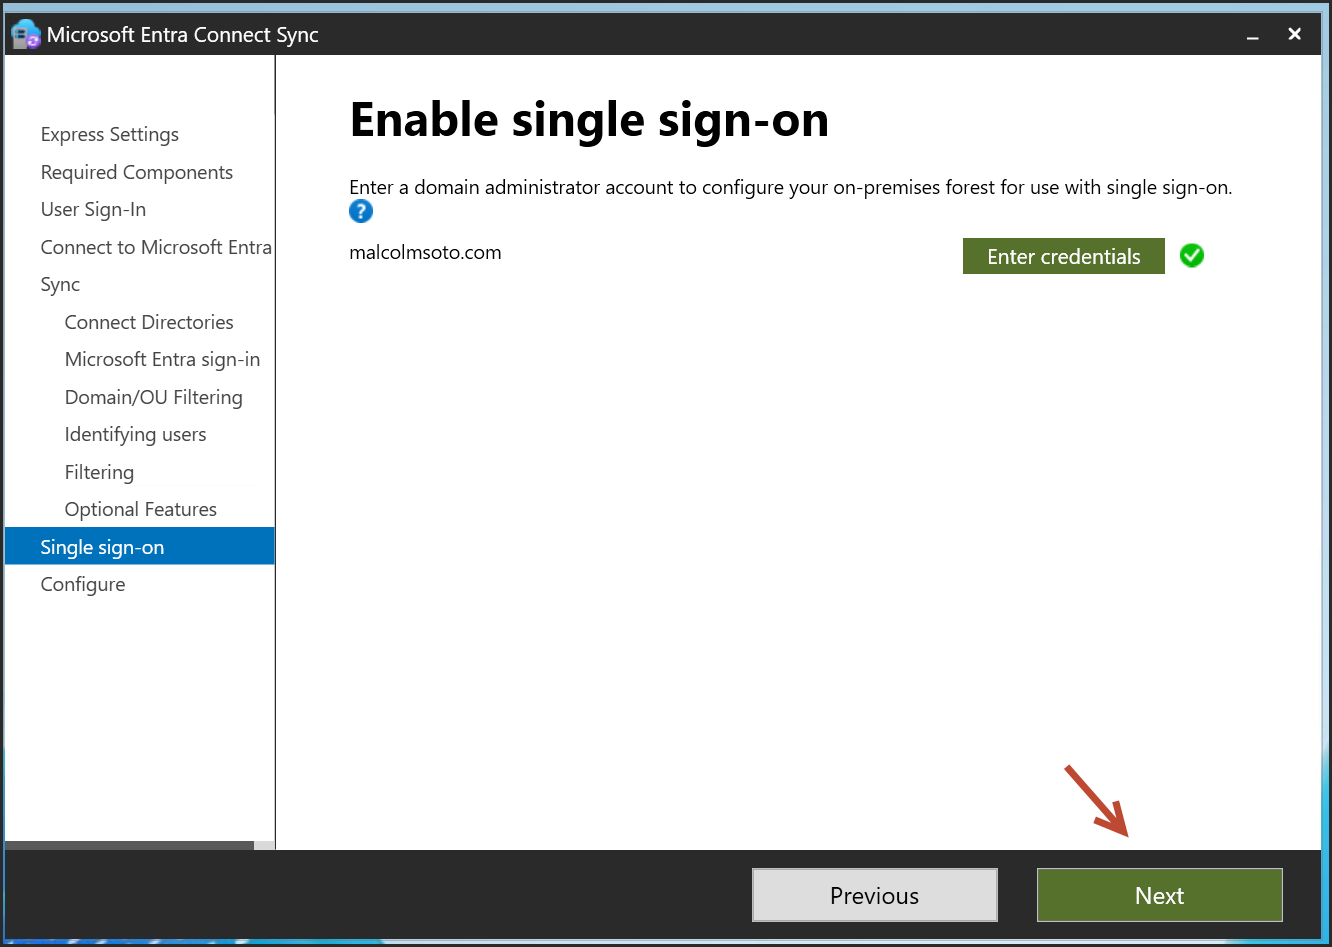 Microsoft Entra Connect Sync
Express Settings
Required Components
User Sign-In
Connect to Microsoft Entra
Sync
Connect Directories
Microsoft Entra sign-in
Domain/OU Filtering
Identifying users
Filtering
Optional Features
Single sign-on
Configure
Enable single sign-on
Enter a domain administrator account to configure your on-premises forest for use with single sign-on.
?
malcolmsoto.com
Enter credentials
Previous
Next